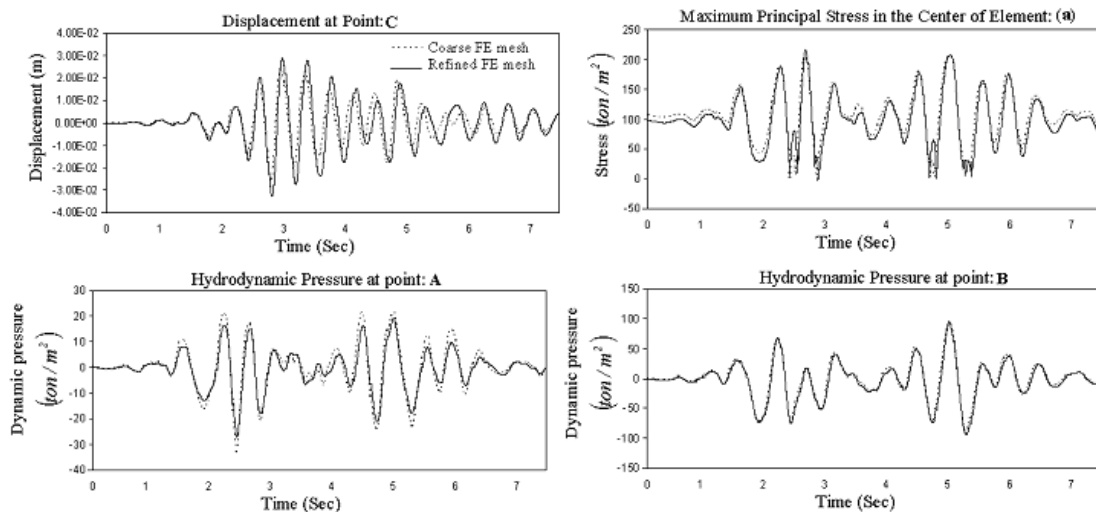 Displacement at Point: C
Displacement (m)
4.00E-02
3.00E-02
2.00E-02
1.00E-02
0.00E+00
-1.00E-02
-2.00E-02
-3.00E-02
-4.00E-02
Coarse FE mesh
Refined FE mesh
0 1 2 3 4 5 6 7
Time (Sec)
Maximum Principal Stress in the Center of Element: (a)
Stress (ton / m²)
250
200
150
100
50
0
50
0 1 2 3 4 5 6 7
Time (Sec)
Hydrodynamic Pressure at point: A
Dynamic pressure
(ton / m²)
30
20
10
0
-10
-20
-30
-40
0 1 2 3 4 5 6 7
Time (Sec)
Hydrodynamic Pressure at point: B
Dynamic pressure
(ton / m²)
150
100
50
0
-50
-100
-150
0 1 2 3 4 5 6 7
Time (Sec)